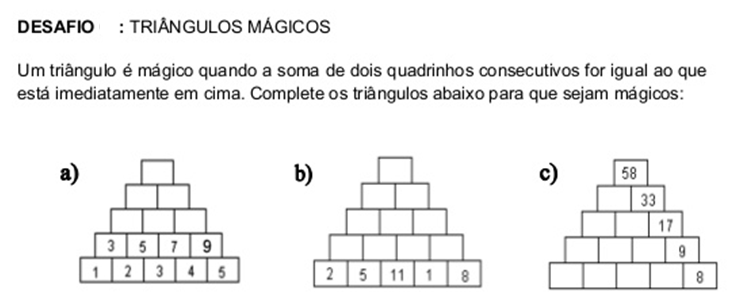 DESAFIO : TRIÂNGULOS MÁGICOS
Um triângulo é mágico quando a soma de dois quadrinhos consecutivos for igual ao que
está imediatamente em cima. Complete os triângulos abaixo para que sejam mágicos:
a)
3 5 7 9
1 2 3 4 5
b)
2 5 11 1 8
c)
58
33
17
9
8